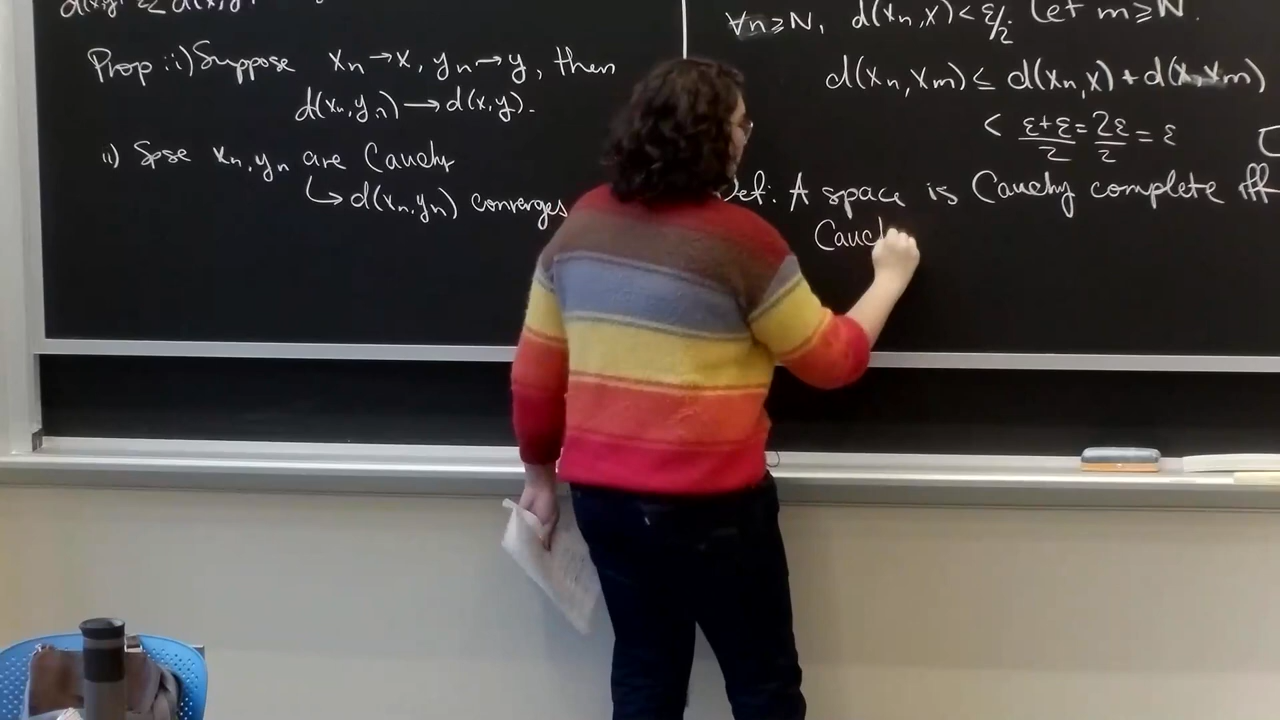 Prop: i) Suppose xₙ → x, yₙ → y, then
d(xₙ,yₙ) → d(x,y).
ii) Spse xₙ, yₙ are Cauchy
↳ d(xₙ,yₙ) converges
∀n ≥ N, d(xₙ,x) < ε/2. Let m ≥ N.
d(xₙ,xₘ) ≤ d(xₙ,x) + d(x,xₘ)
< (ε+ε)/2 = 2ε/2 = ε
Def: A space is Cauchy complete iff
Cauch